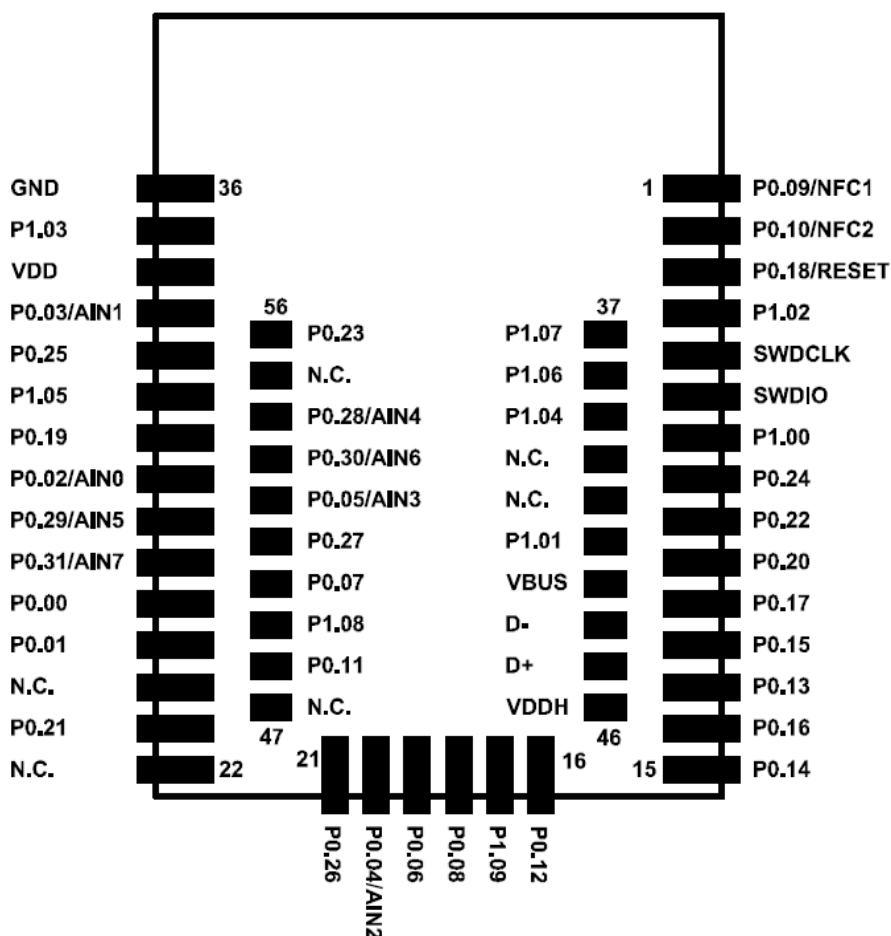 GND 36 1 P0.09/NFC1
P1.03 P0.10/NFC2
VDD P0.18/RESET
P0.03/AIN1 56 37 P1.02
P0.23 P1.07
P0.25 SWDCLK
N.C. P1.06
P1.05 SWDIO
P0.28/AIN4 P1.04
P0.19 P1.00
P0.30/AIN6 N.C.
P0.02/AIN0 P0.24
P0.05/AIN3 N.C.
P0.29/AIN5 P0.22
P0.27 P1.01
P0.31/AIN7 P0.20
P0.07 VBUS
P0.00 P0.17
P1.08 D-
P0.01 P0.15
P0.11 D+
N.C. P0.13
N.C. VDDH
P0.21 P0.16
47 46
N.C. 22 21 16 15 P0.14
P0.26
P0.04/AIN2
P0.06
P0.08
P1.09
P0.12